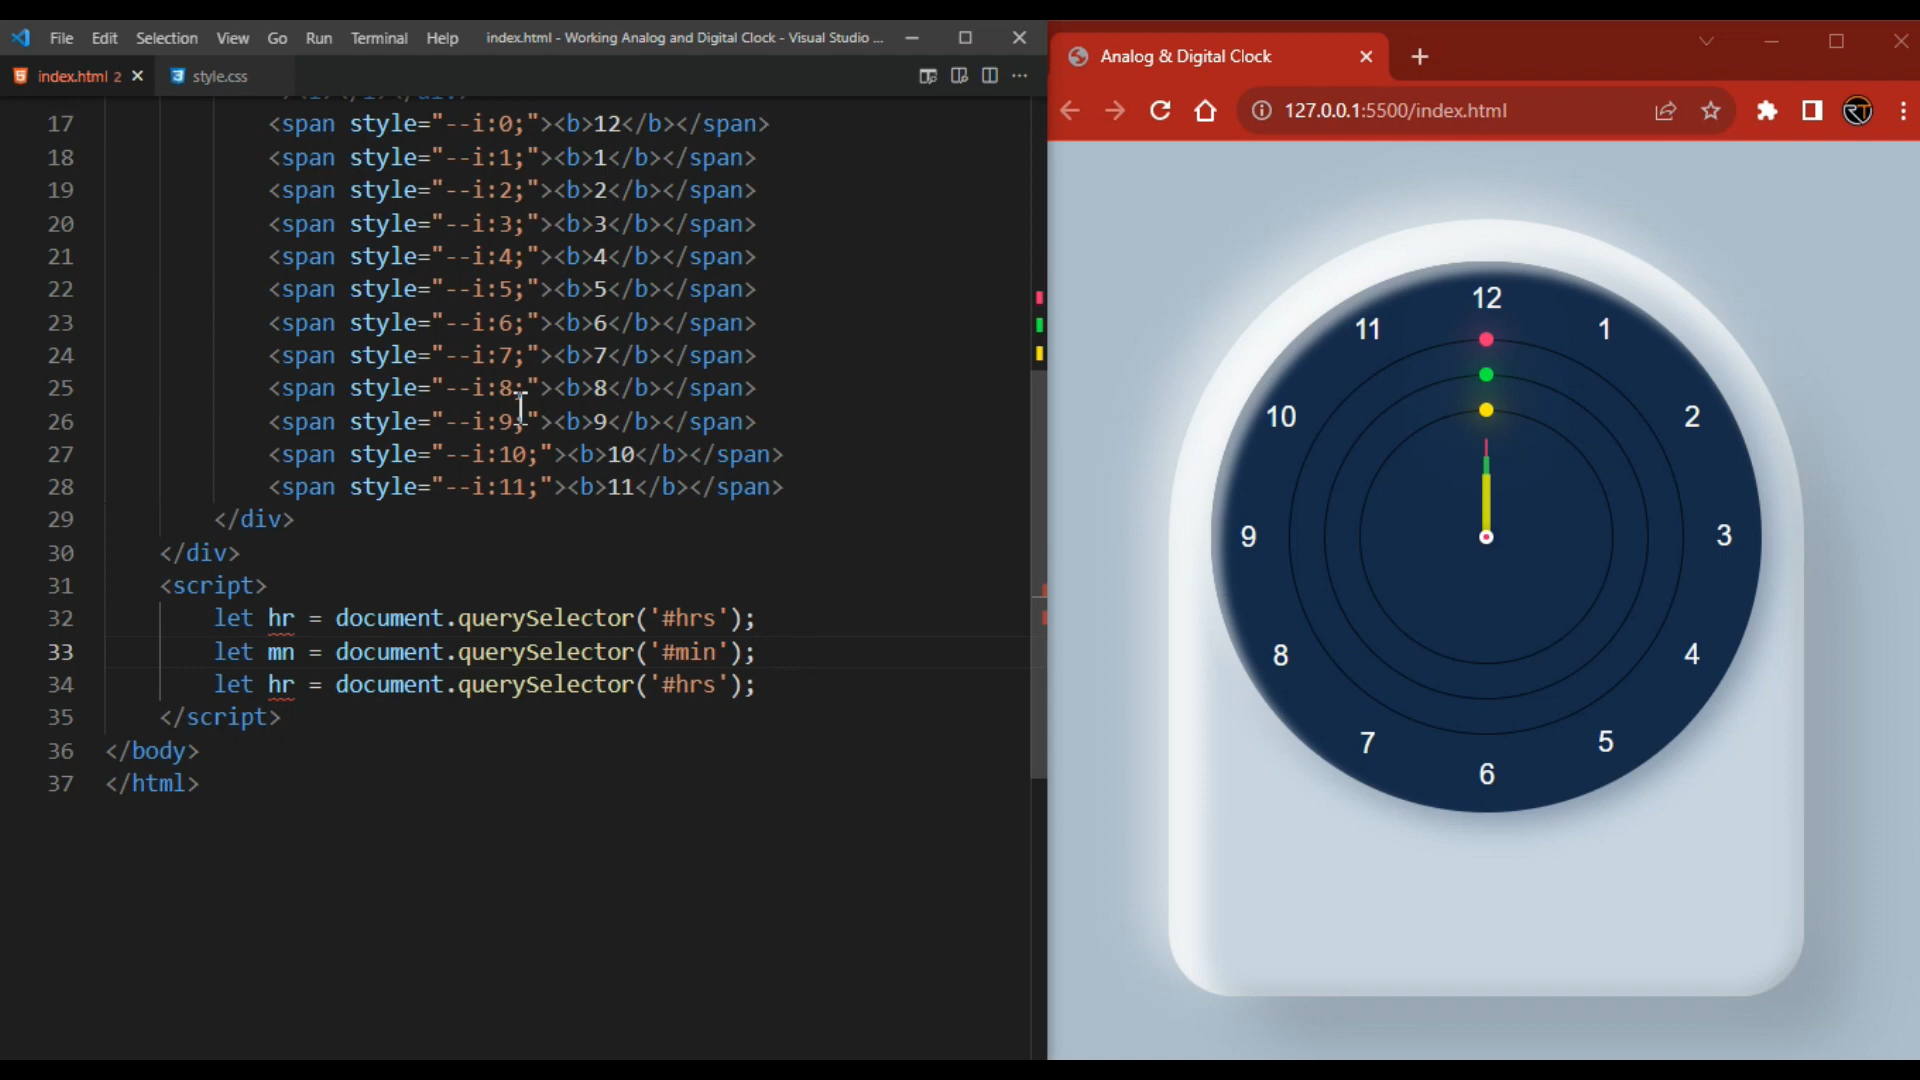 File Edit Selection View Go Run Terminal Help index.html - Working Analog and Digital Clock - Visual Studio ...
index.html 2 style.css
17 <span style="--i:0;"><b>12</b></span>
18 <span style="--i:1;"><b>1</b></span>
19 <span style="--i:2;"><b>2</b></span>
20 <span style="--i:3;"><b>3</b></span>
21 <span style="--i:4;"><b>4</b></span>
22 <span style="--i:5;"><b>5</b></span>
23 <span style="--i:6;"><b>6</b></span>
24 <span style="--i:7;"><b>7</b></span>
25 <span style="--i:8;"><b>8</b></span>
26 <span style="--i:9;"><b>9</b></span>
27 <span style="--i:10;"><b>10</b></span>
28 <span style="--i:11;"><b>11</b></span>
29 </div>
30 </div>
31 <script>
32 let hr = document.querySelector('#hrs');
33 let mn = document.querySelector('#min');
34 let hr = document.querySelector('#hrs');
35 </script>
36 </body>
37 </html>
Analog & Digital Clock
127.0.0.1:5500/index.html
RT
12
11 1
10 2
9 3
8 4
7 5
6